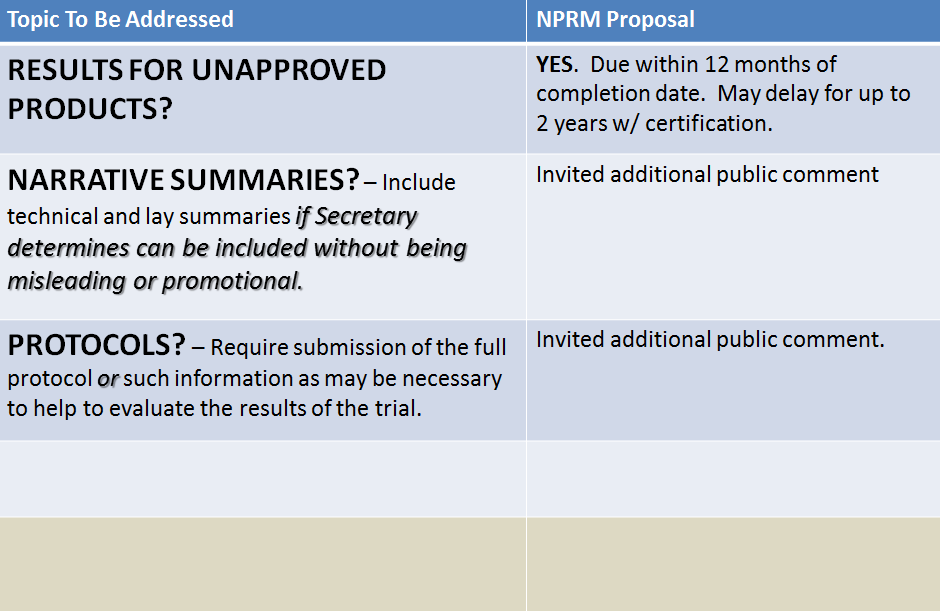 Topic To Be Addressed
NPRM Proposal
RESULTS FOR UNAPPROVED
PRODUCTS?
YES.  Due within 12 months of
completion date.  May delay for up to
2 years w/ certification.
NARRATIVE SUMMARIES? – Include
technical and lay summaries if Secretary
determines can be included without being
misleading or promotional.
Invited additional public comment
PROTOCOLS? – Require submission of the full
protocol or such information as may be necessary
to help to evaluate the results of the trial.
Invited additional public comment.